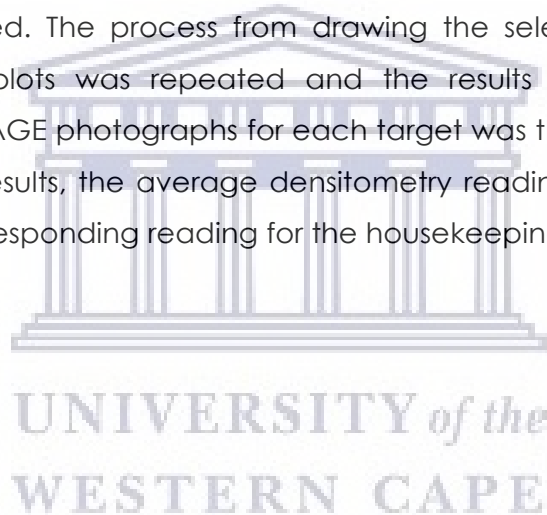 ed. The process from drawing the sele
plots was repeated and the results
AGE photographs for each target was t
esults, the average densitometry readin
esponding reading for the housekeepin
UNIVERSITY of the
WESTERN CAPE